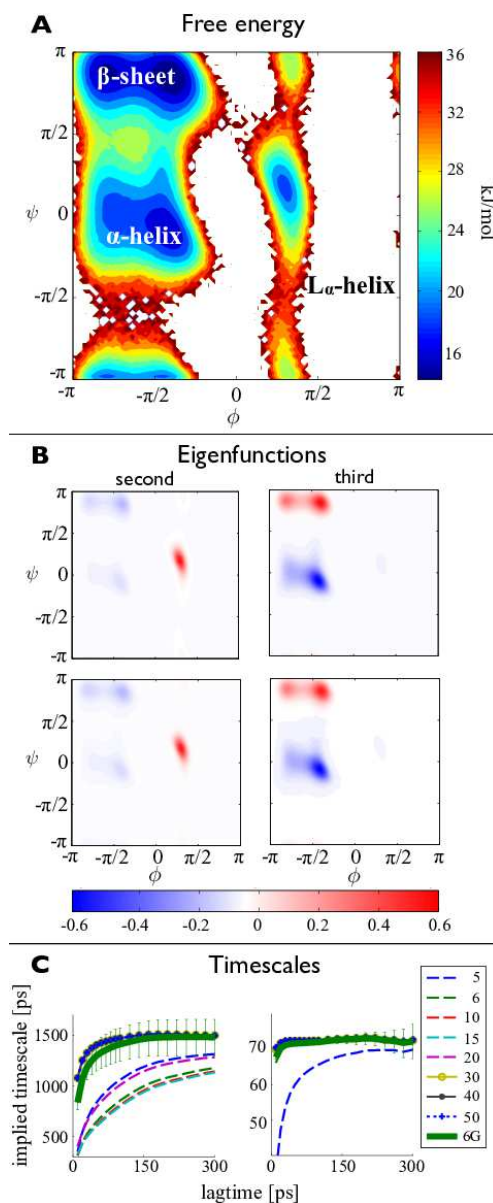 A Free energy
π
π/2
ψ 0
-π/2
-π
β-sheet
α-helix
Lα-helix
-π -π/2 0 π/2 π
ϕ
36
32
28
24
20
16
kJ/mol
B Eigenfunctions
second third
π
π/2
ψ 0
-π/2
-π
π
π/2
ψ 0
-π/2
-π
-π -π/2 0 π/2 π
ϕ
-π -π/2 0 π/2 π
ϕ
-0.6 -0.4 -0.2 0 0.2 0.4 0.6
C Timescales
implied timescale [ps]
1500
1000
500
0 150 300
70
60
50
0 150 300
lagtime [ps]
5
6
10
15
20
30
40
50
6G